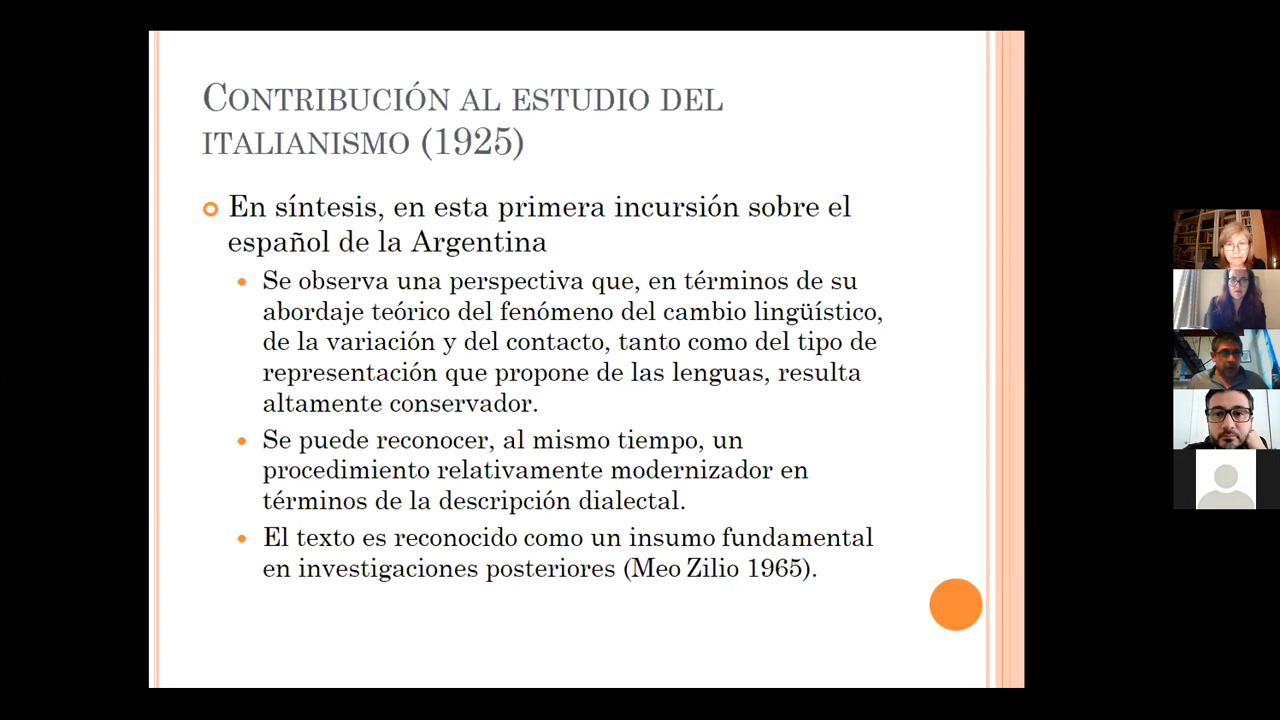 CONTRIBUCIÓN AL ESTUDIO DEL
ITALIANISMO (1925)
En síntesis, en esta primera incursión sobre el
español de la Argentina
Se observa una perspectiva que, en términos de su
abordaje teórico del fenómeno del cambio lingüístico,
de la variación y del contacto, tanto como del tipo de
representación que propone de las lenguas, resulta
altamente conservador.
Se puede reconocer, al mismo tiempo, un
procedimiento relativamente modernizador en
términos de la descripción dialectal.
El texto es reconocido como un insumo fundamental
en investigaciones posteriores (Meo Zilio 1965).